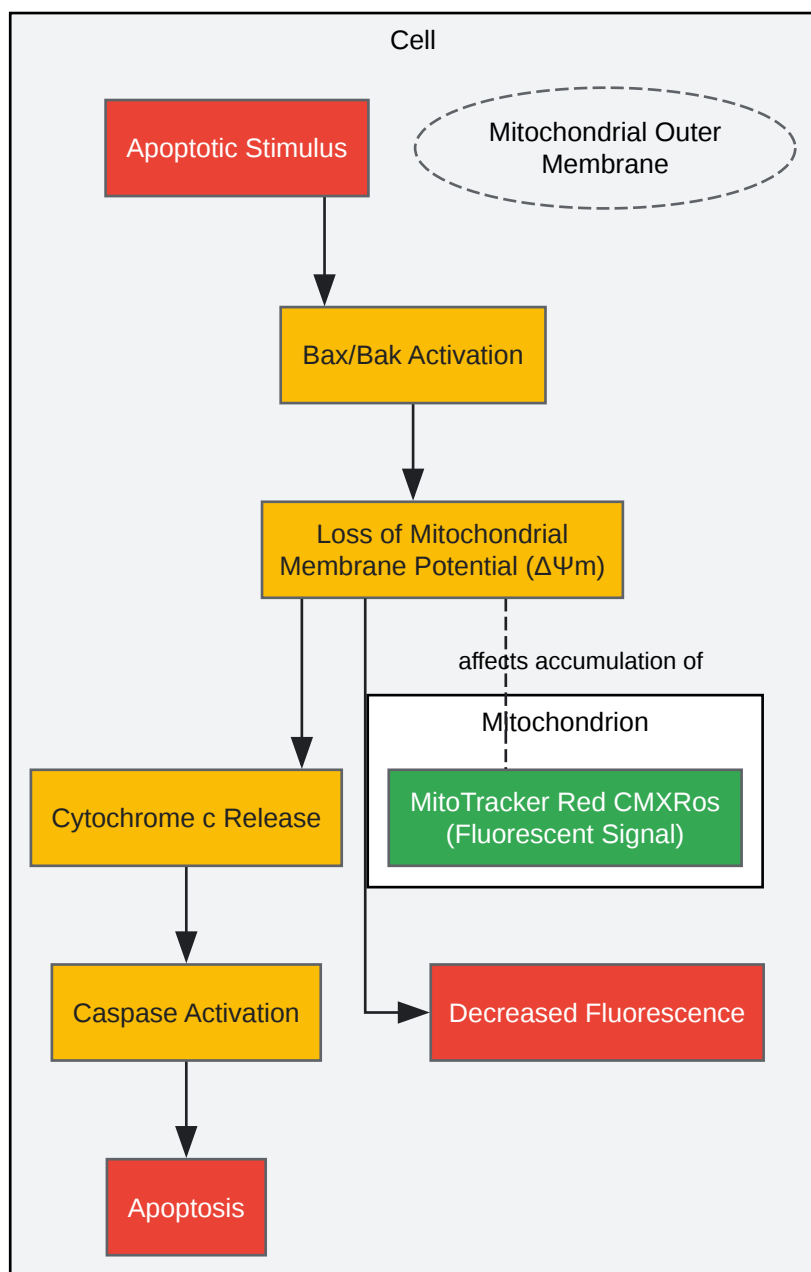 Cell
Apoptotic Stimulus
Mitochondrial Outer
Membrane
Bax/Bak Activation
Loss of Mitochondrial
Membrane Potential (ΔΨm)
affects accumulation of
Mitochondrion
Cytochrome c Release
MitoTracker Red CMXRos
(Fluorescent Signal)
Caspase Activation
Decreased Fluorescence
Apoptosis